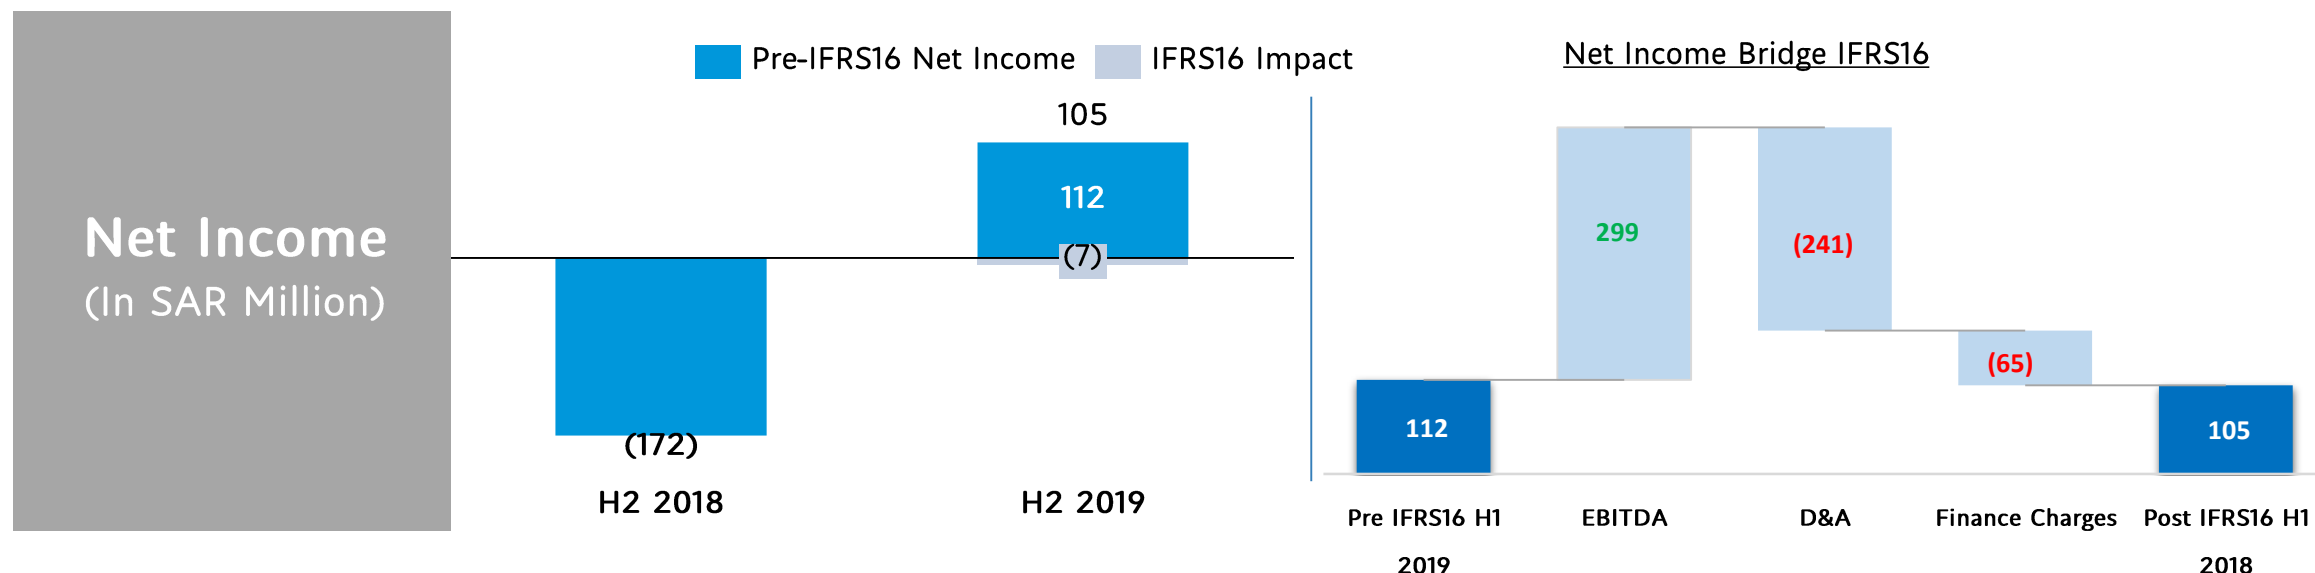 Net Income
(In SAR Million)
Pre-IFRS16 Net Income
IFRS16 Impact
105
112
(7)
(172)
H2 2018
H2 2019
Net Income Bridge IFRS16
299
(241)
(65)
112
105
Pre IFRS16 H1
2019
EBITDA
D&A
Finance Charges
Post IFRS16 H1
2018